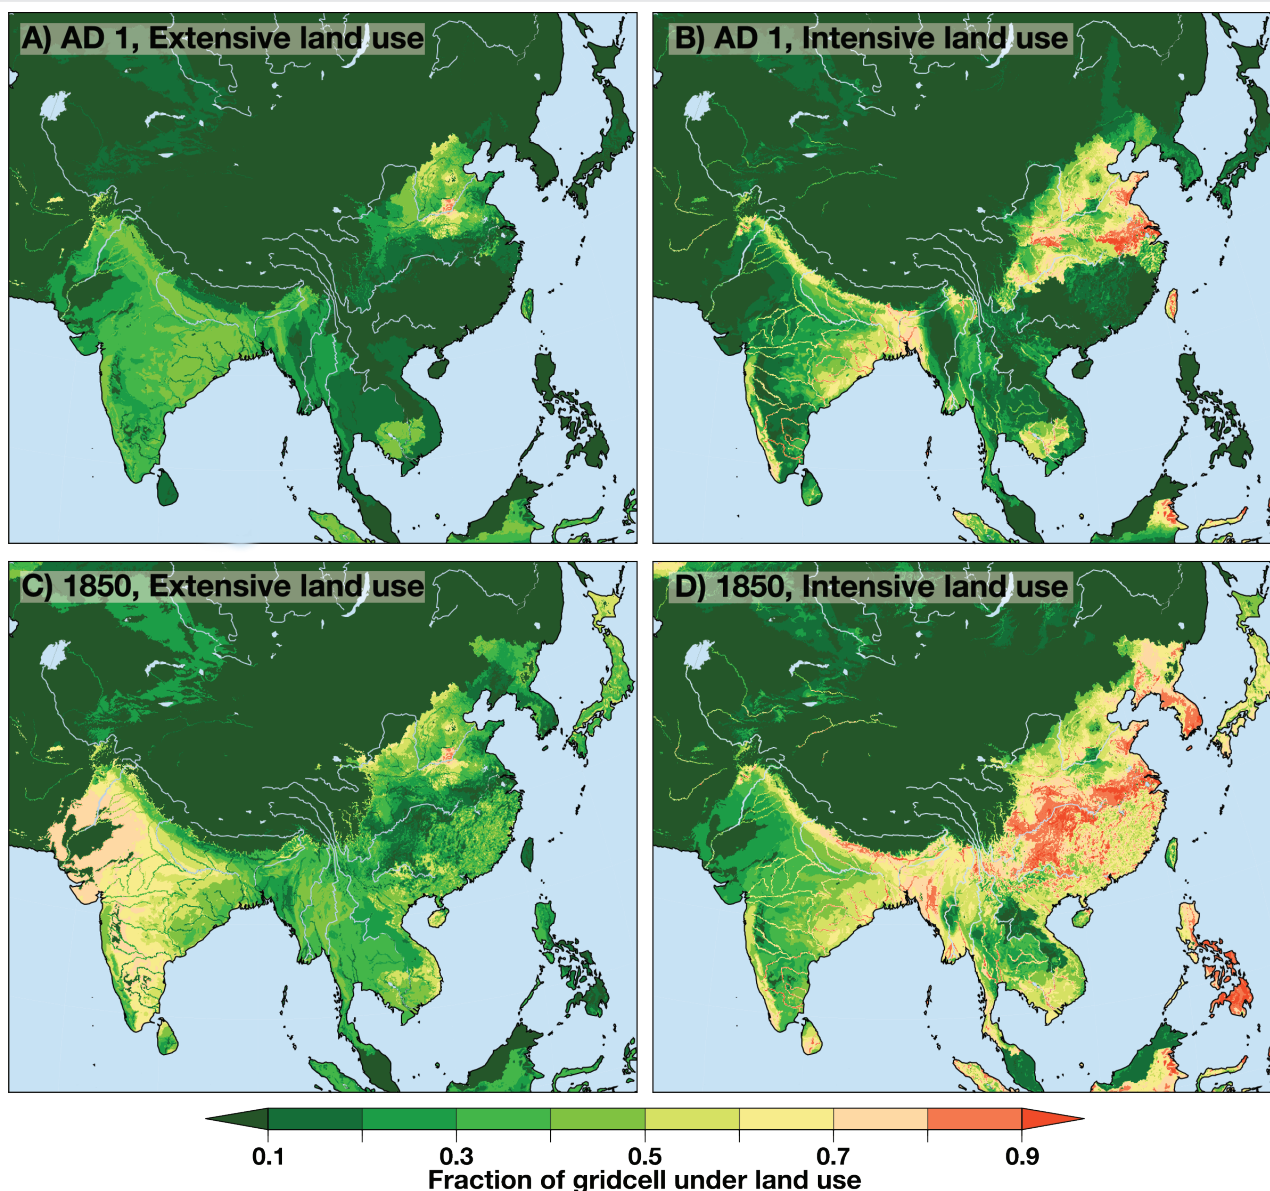 A) AD 1, Extensive land use
B) AD 1, Intensive land use
C) 1850, Extensive land use
D) 1850, Intensive land use
0.1 0.3 0.5 0.7 0.9
Fraction of gridcell under land use